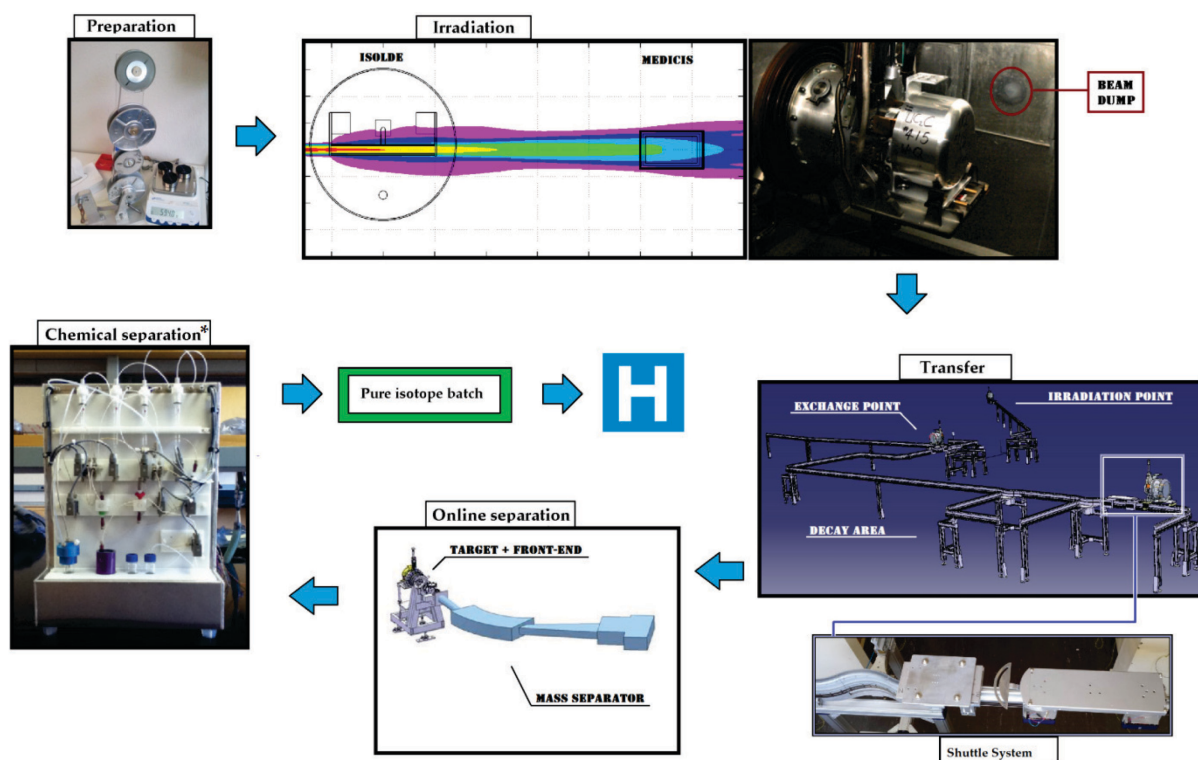 Preparation
Irradiation
ISOLDE
MEDICIS
BEAM
DUMP
Chemical separation*
Pure isotope batch
H
Transfer
EXCHANGE POINT
IRRADIATION POINT
DECAY AREA
Online separation
TARGET + FRONT-END
MASS SEPARATOR
Shuttle System